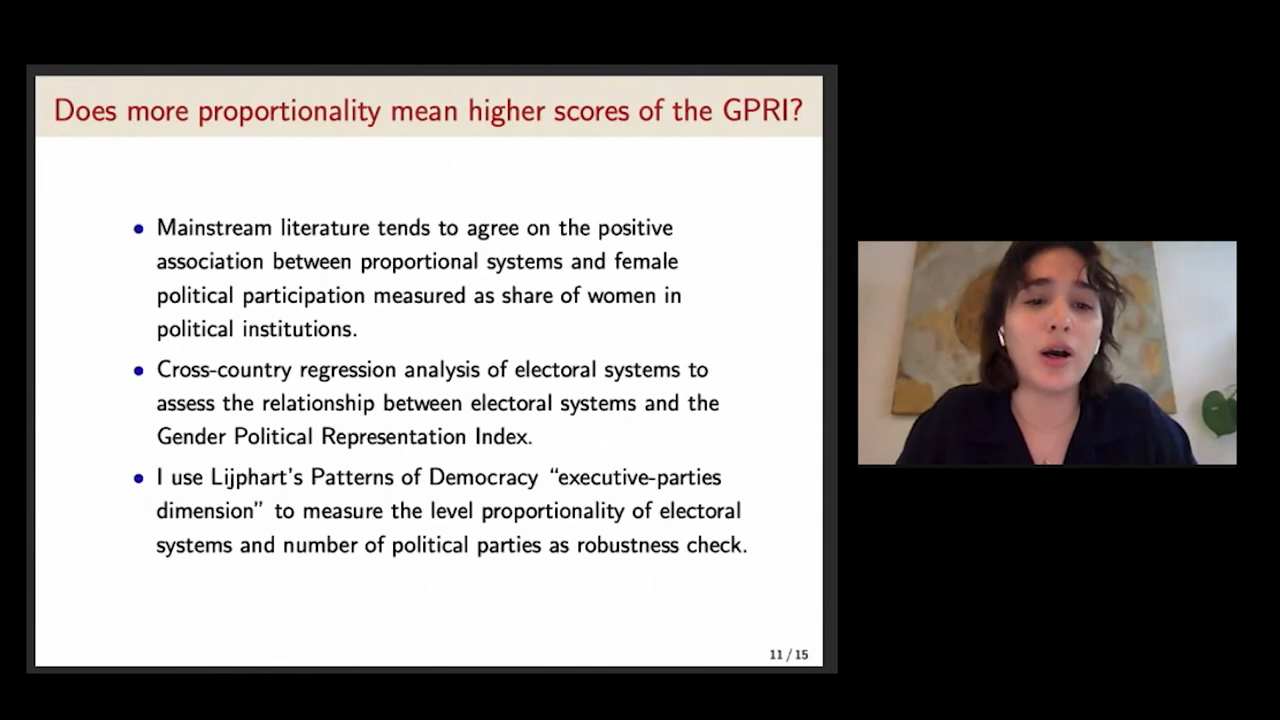 Does more proportionality mean higher scores of the GPRI?
• Mainstream literature tends to agree on the positive
association between proportional systems and female
political participation measured as share of women in
political institutions.
• Cross-country regression analysis of electoral systems to
assess the relationship between electoral systems and the
Gender Political Representation Index.
• I use Lijphart's Patterns of Democracy “executive-parties
dimension” to measure the level proportionality of electoral
systems and number of political parties as robustness check.
11 / 15